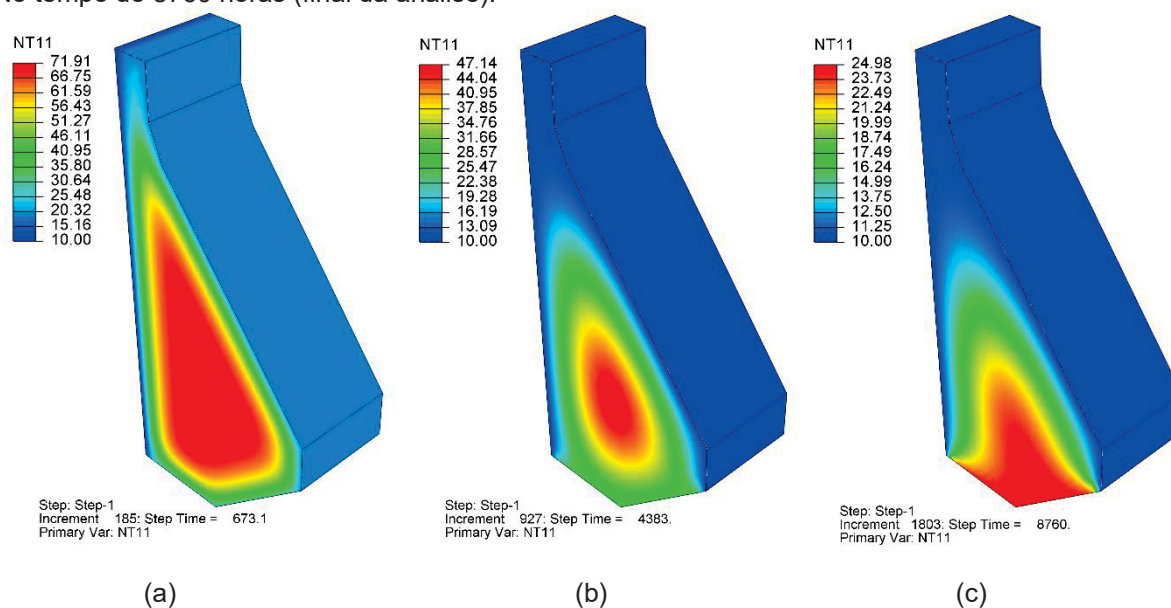 NT11
71.91
66.75
61.59
56.43
51.27
46.11
40.95
35.80
30.64
25.48
20.32
15.16
10.00
Step: Step-1
Increment 185: Step Time = 673.1
Primary Var: NT11
(a)
NT11
47.14
44.04
40.95
37.85
34.76
31.66
28.57
25.47
22.38
19.28
16.19
13.09
10.00
Step: Step-1
Increment 927: Step Time = 4383.
Primary Var: NT11
(b)
NT11
24.98
23.73
22.49
21.24
19.99
18.74
17.49
16.24
14.99
13.75
12.50
11.25
10.00
Step: Step-1
Increment 1803: Step Time = 8760.
Primary Var: NT11
(c)